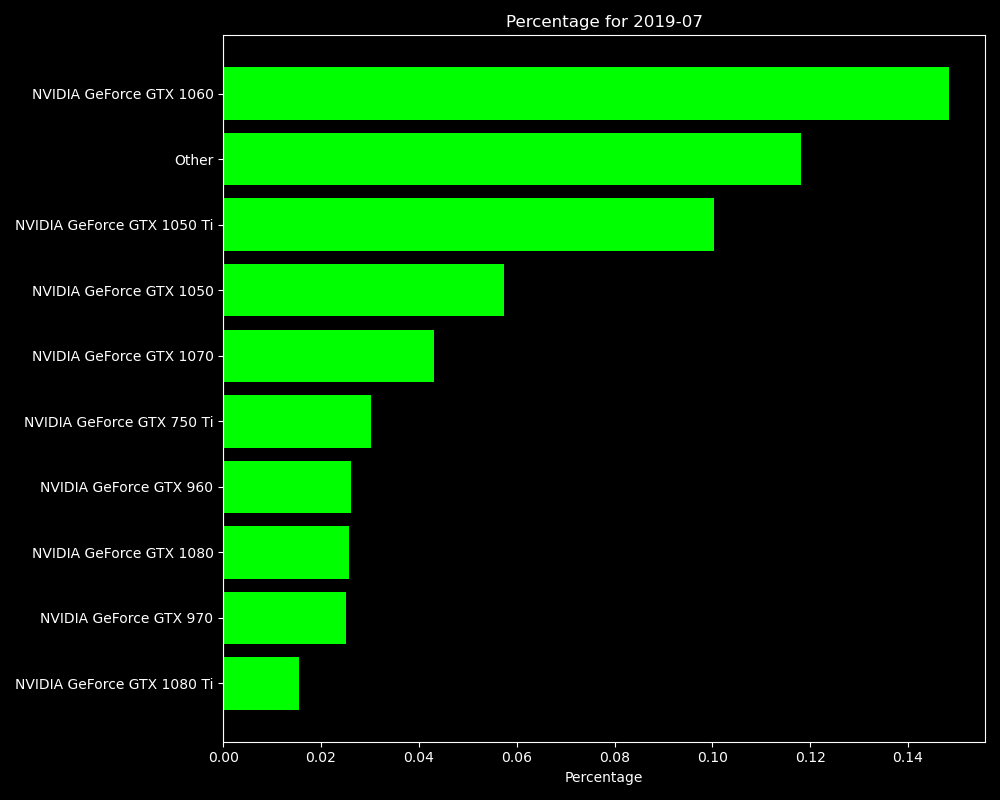 Percentage for 2019-07
NVIDIA GeForce GTX 1060
Other
NVIDIA GeForce GTX 1050 Ti
NVIDIA GeForce GTX 1050
NVIDIA GeForce GTX 1070
NVIDIA GeForce GTX 750 Ti
NVIDIA GeForce GTX 960
NVIDIA GeForce GTX 1080
NVIDIA GeForce GTX 970
NVIDIA GeForce GTX 1080 Ti
0.00 0.02 0.04 0.06 0.08 0.10 0.12 0.14
Percentage